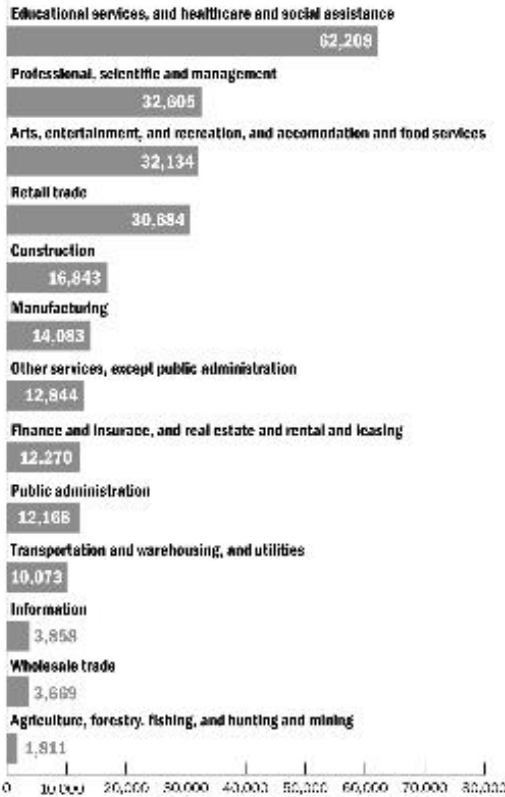 Educational services, and healthcare and social assistance
62,209
Professional, scientific and management
32,605
Arts, entertainment, and recreation, and accomodation and food services
32,134
Retail trade
30,684
Construction
16,843
Manufacturing
14,083
Other services, except public administration
12,844
Finance and insurace, and real estate and rental and leasing
12,270
Public administration
12,168
Transportation and warehousing, and utilities
10,073
Information
3,858
Wholesale trade
3,669
Agriculture, forestry, fishing, and hunting and mining
1,911
0 10,000 20,000 30,000 40,000 50,000 60,000 70,000 80,000